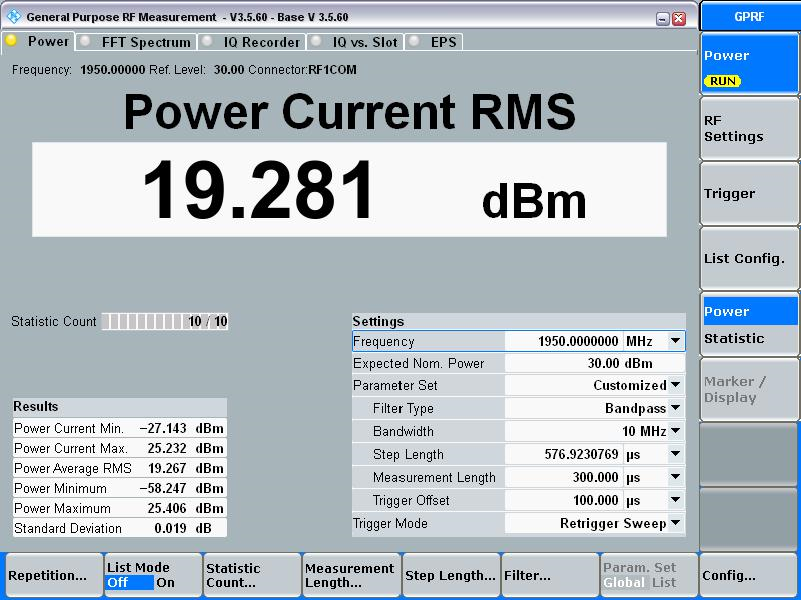 General Purpose RF Measurement - V3.5.60 - Base V 3.5.60
GPRF
Power FFT Spectrum IQ Recorder IQ vs. Slot EPS
Frequency: 1950.00000 Ref. Level: 30.00 Connector:RF1COM
Power Current RMS
19.281 dBm
Statistic Count 10 / 10
Settings
Frequency 1950.0000000 MHz
Expected Nom. Power 30.00 dBm
Parameter Set Customized
Filter Type Bandpass
Bandwidth 10 MHz
Step Length 576.9230769 µs
Measurement Length 300.000 µs
Trigger Offset 100.000 µs
Trigger Mode Retrigger Sweep
Results
Power Current Min. −27.143 dBm
Power Current Max. 25.232 dBm
Power Average RMS 19.267 dBm
Power Minimum −58.247 dBm
Power Maximum 25.406 dBm
Standard Deviation 0.019 dB
Power
RUN
RF
Settings
Trigger
List Config.
Power
Statistic
Marker /
Display
Repetition...
List Mode
Off On
Statistic
Count...
Measurement
Length...
Step Length...
Filter...
Param. Set
Global List
Config...